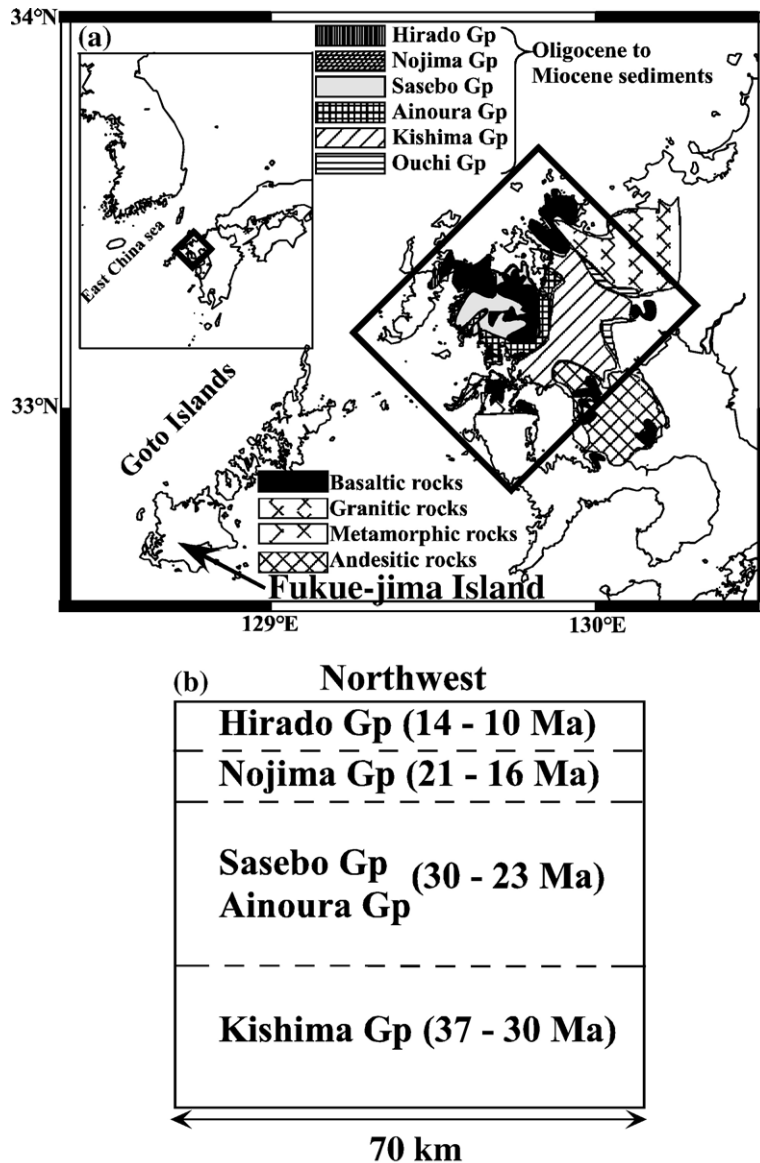 34°N
(a)
Hirado Gp
Nojima Gp
Sasebo Gp
Ainoura Gp
Kishima Gp
Ouchi Gp
Oligocene to
Miocene sediments
East China sea
33°N
Goto Islands
Basaltic rocks
Granitic rocks
Metamorphic rocks
Andesitic rocks
Fukue-jima Island
129°E
130°E
(b)
Northwest
Hirado Gp (14 - 10 Ma)
Nojima Gp (21 - 16 Ma)
Sasebo Gp
Ainoura Gp
(30 - 23 Ma)
Kishima Gp (37 - 30 Ma)
70 km